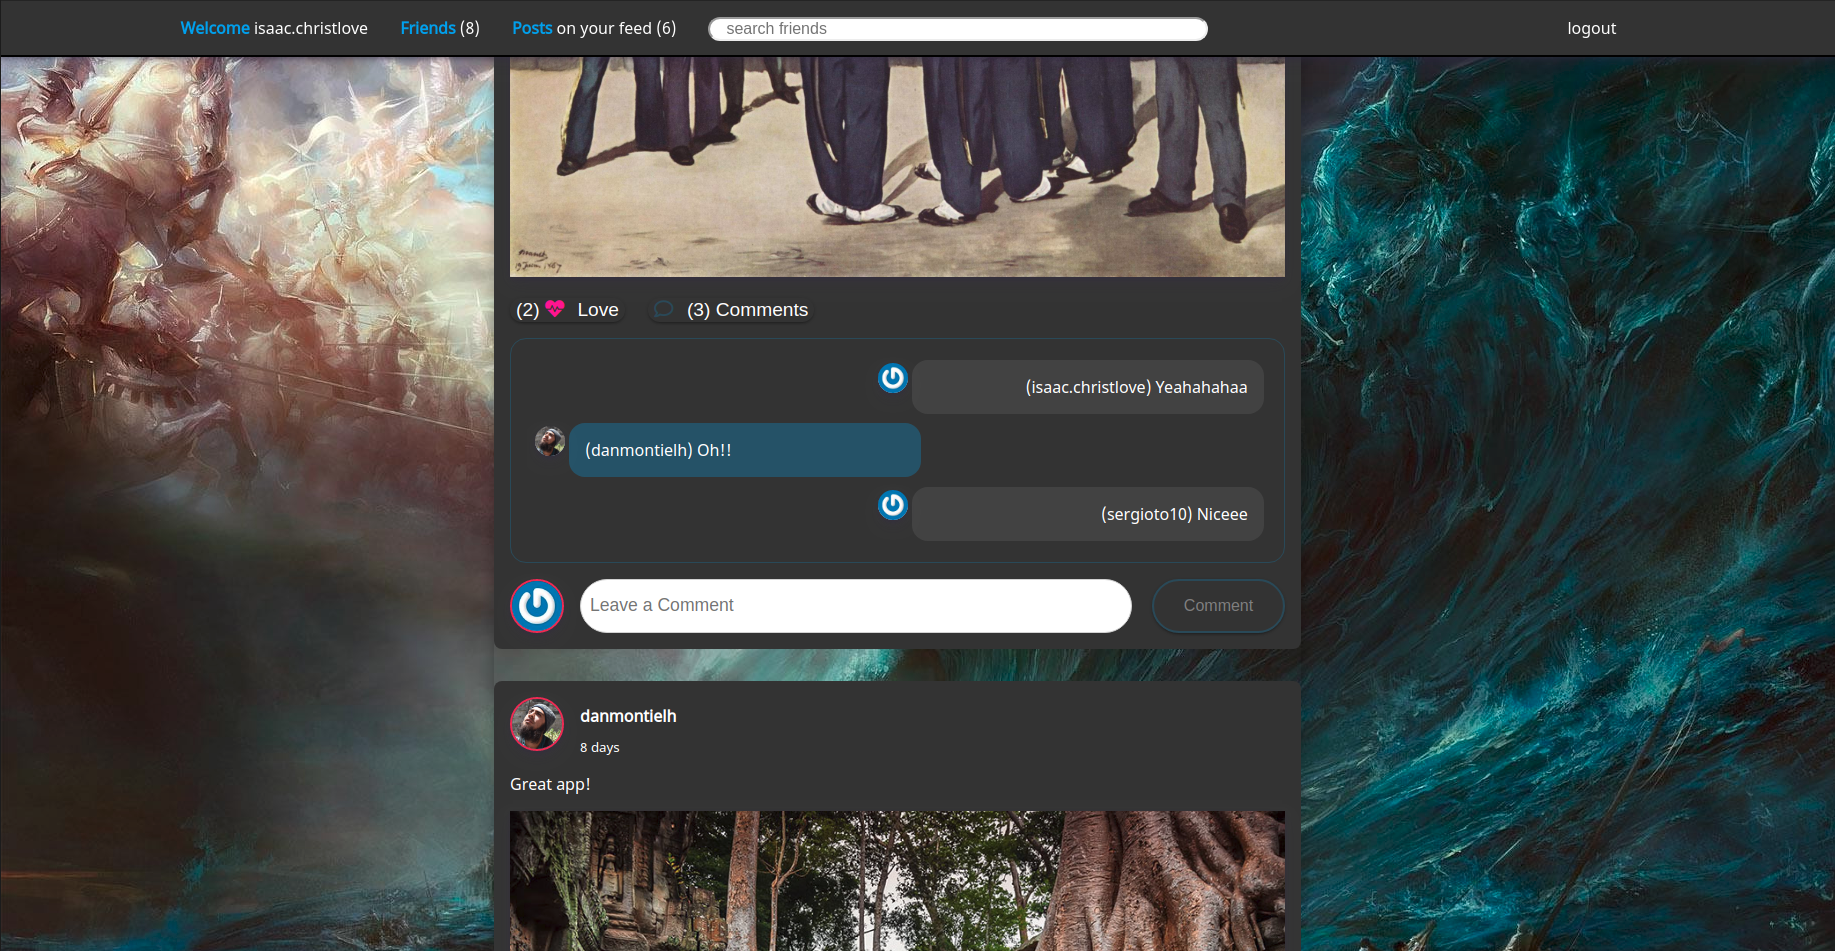 Welcome isaac.christlove Friends (8) Posts on your feed (6) search friends logout
(2) Love (3) Comments
(isaac.christlove) Yeahahahaa
(danmontielh) Oh!!
(sergioto10) Niceee
Leave a Comment Comment
danmontielh
8 days
Great app!